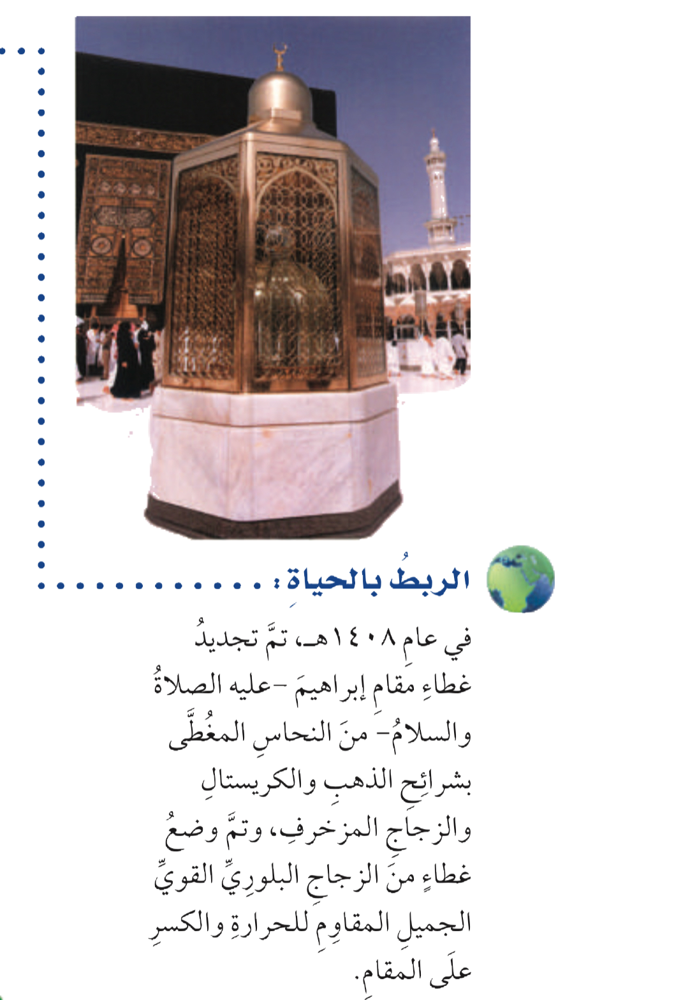 الربطُ بالحياةِ:
في عامِ ١٤٠٨هـ، تمَّ تجديدُ
غطاءِ مقامِ إبراهيمَ -عليه الصلاةُ
والسلامُ- منَ النحاسِ المغُطَّى
بشرائِحِ الذهبِ والكريستالِ
والزجاجِ المزخرفِ، وتمَّ وضعُ
غطاءٍ منَ الزجاجِ البلورِيِّ القويِّ
الجميلِ المقاوِمِ للحرارةِ والكسرِ
علَى المقامِ.